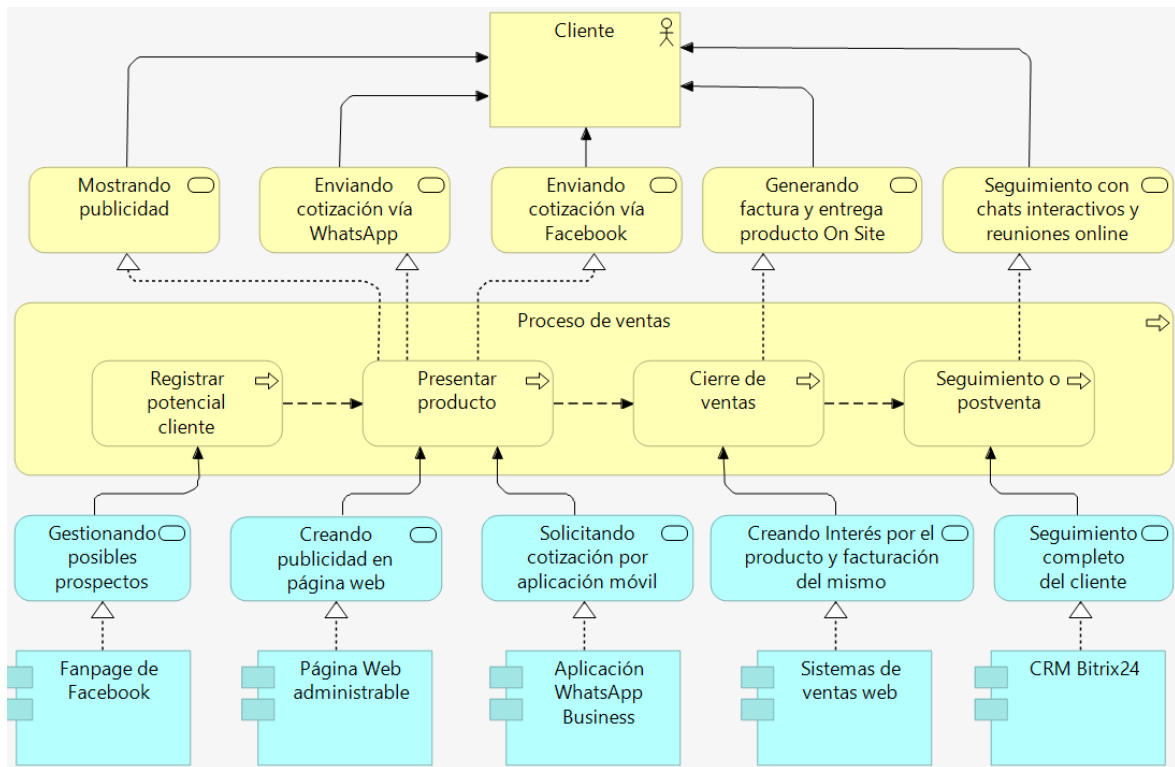 Cliente
Mostrando
publicidad
Enviando
cotización vía
WhatsApp
Enviando
cotización vía
Facebook
Generando
factura y entrega
producto On Site
Seguimiento con
chats interactivos y
reuniones online
Proceso de ventas
Registrar
potencial
cliente
Presentar
producto
Cierre de
ventas
Seguimiento o
postventa
Gestionando
posibles
prospectos
Creando
publicidad en
página web
Solicitando
cotización por
aplicación móvil
Creando Interés por el
producto y facturación
del mismo
Seguimiento
completo
del cliente
Fanpage de
Facebook
Página Web
administrable
Aplicación
WhatsApp
Business
Sistemas de
ventas web
CRM Bitrix24